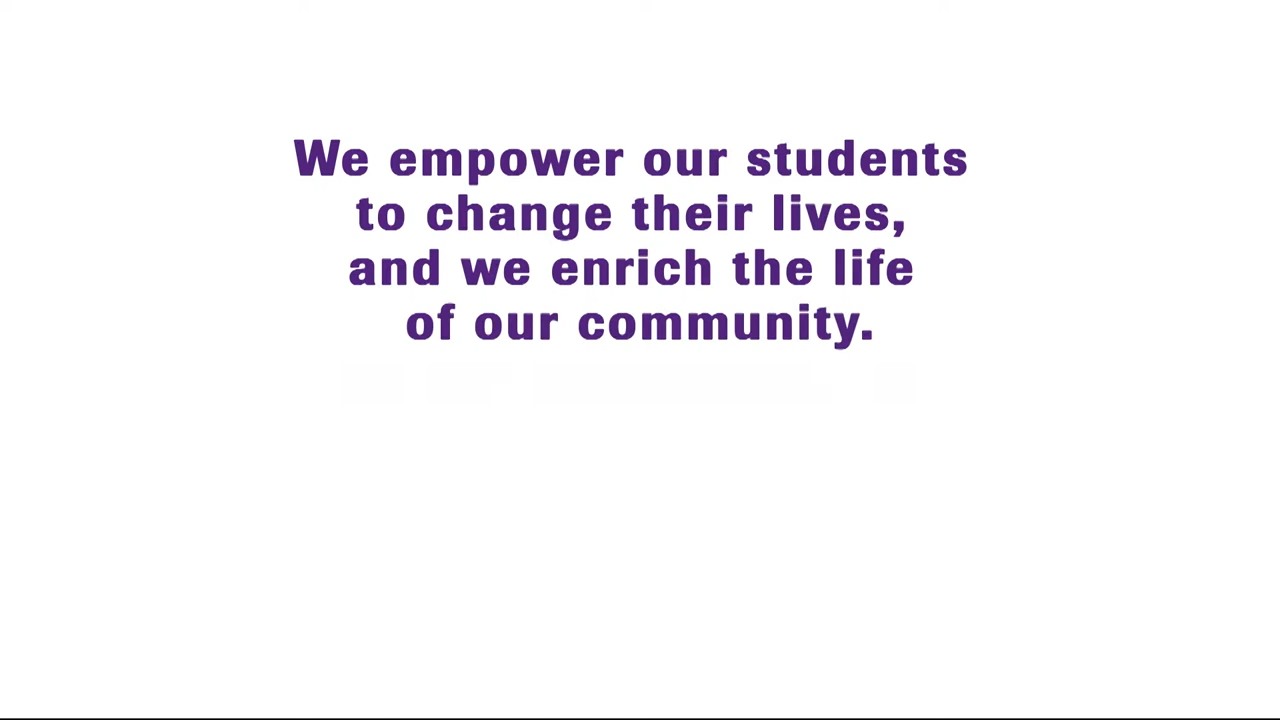 We empower our students
to change their lives,
and we enrich the life
of our community.